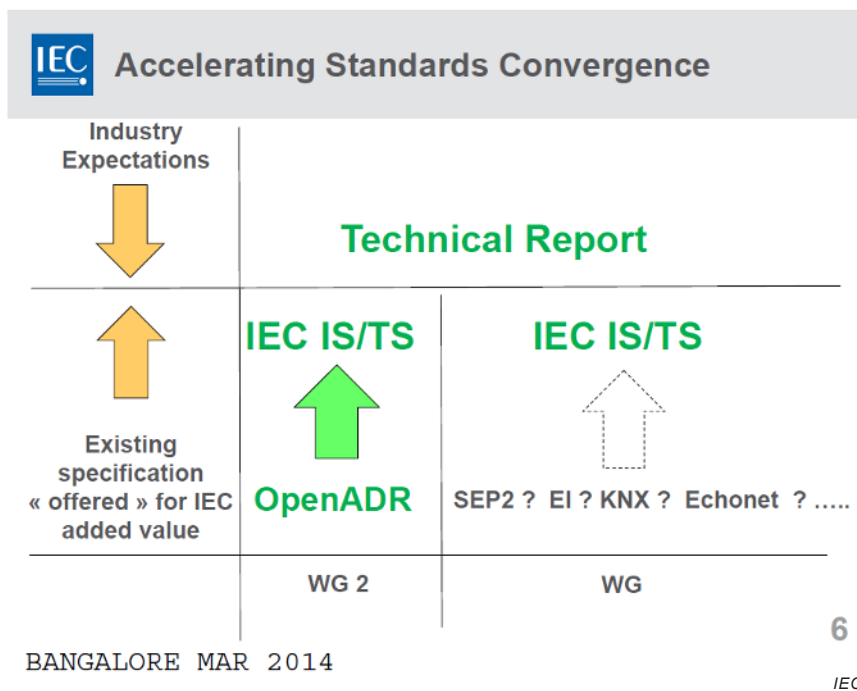 IEC
Accelerating Standards Convergence
Industry
Expectations
Technical Report
IEC IS/TS
IEC IS/TS
Existing
specification
« offered » for IEC
added value
OpenADR
SEP2 ? EI ? KNX ? Echonet ? .....
WG 2
WG
6
BANGALORE MAR 2014
IEC